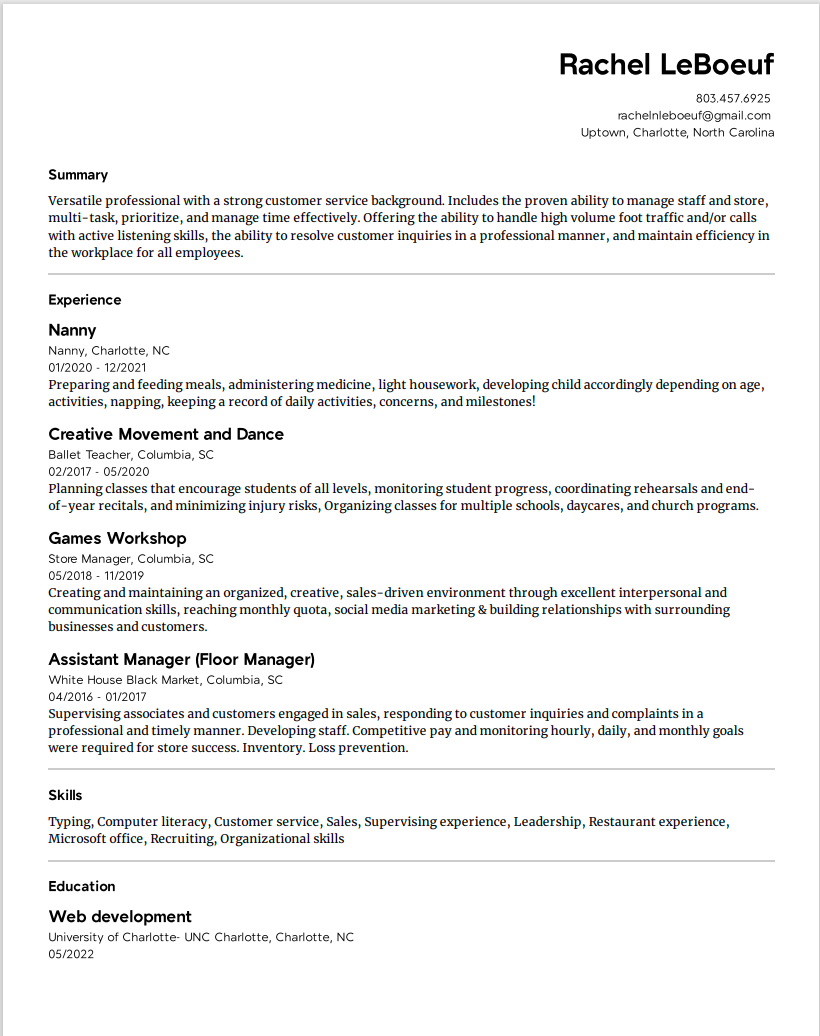 Rachel LeBoeuf
803.457.6925
rachelnleboeuf@gmail.com
Uptown, Charlotte, North Carolina
Summary
Versatile professional with a strong customer service background. Includes the proven ability to manage staff and store,
multi-task, prioritize, and manage time effectively. Offering the ability to handle high volume foot traffic and/or calls
with active listening skills, the ability to resolve customer inquiries in a professional manner, and maintain efficiency in
the workplace for all employees.
Experience
Nanny
Nanny, Charlotte, NC
01/2020 - 12/2021
Preparing and feeding meals, administering medicine, light housework, developing child accordingly depending on age,
activities, napping, keeping a record of daily activities, concerns, and milestones!
Creative Movement and Dance
Ballet Teacher, Columbia, SC
02/2017 - 05/2020
Planning classes that encourage students of all levels, monitoring student progress, coordinating rehearsals and end-
of-year recitals, and minimizing injury risks, Organizing classes for multiple schools, daycares, and church programs.
Games Workshop
Store Manager, Columbia, SC
05/2018 - 11/2019
Creating and maintaining an organized, creative, sales-driven environment through excellent interpersonal and
communication skills, reaching monthly quota, social media marketing & building relationships with surrounding
businesses and customers.
Assistant Manager (Floor Manager)
White House Black Market, Columbia, SC
04/2016 - 01/2017
Supervising associates and customers engaged in sales, responding to customer inquiries and complaints in a
professional and timely manner. Developing staff. Competitive pay and monitoring hourly, daily, and monthly goals
were required for store success. Inventory. Loss prevention.
Skills
Typing, Computer literacy, Customer service, Sales, Supervising experience, Leadership, Restaurant experience,
Microsoft office, Recruiting, Organizational skills
Education
Web development
University of Charlotte- UNC Charlotte, Charlotte, NC
05/2022